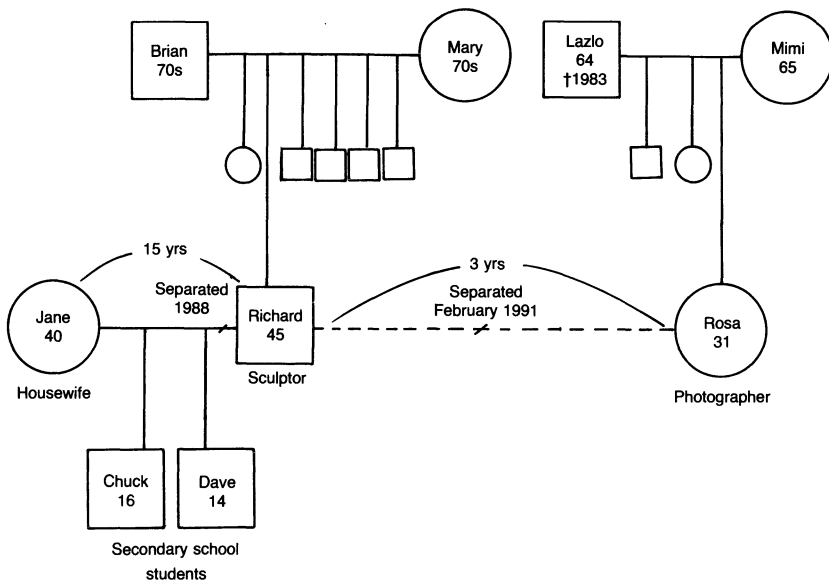 Brian
70s
Mary
70s
Lazlo
64
†1983
Mimi
65
15 yrs
3 yrs
Separated
1988
Separated
February 1991
Jane
40
Richard
45
Rosa
31
Housewife
Sculptor
Photographer
Chuck
16
Dave
14
Secondary school
students